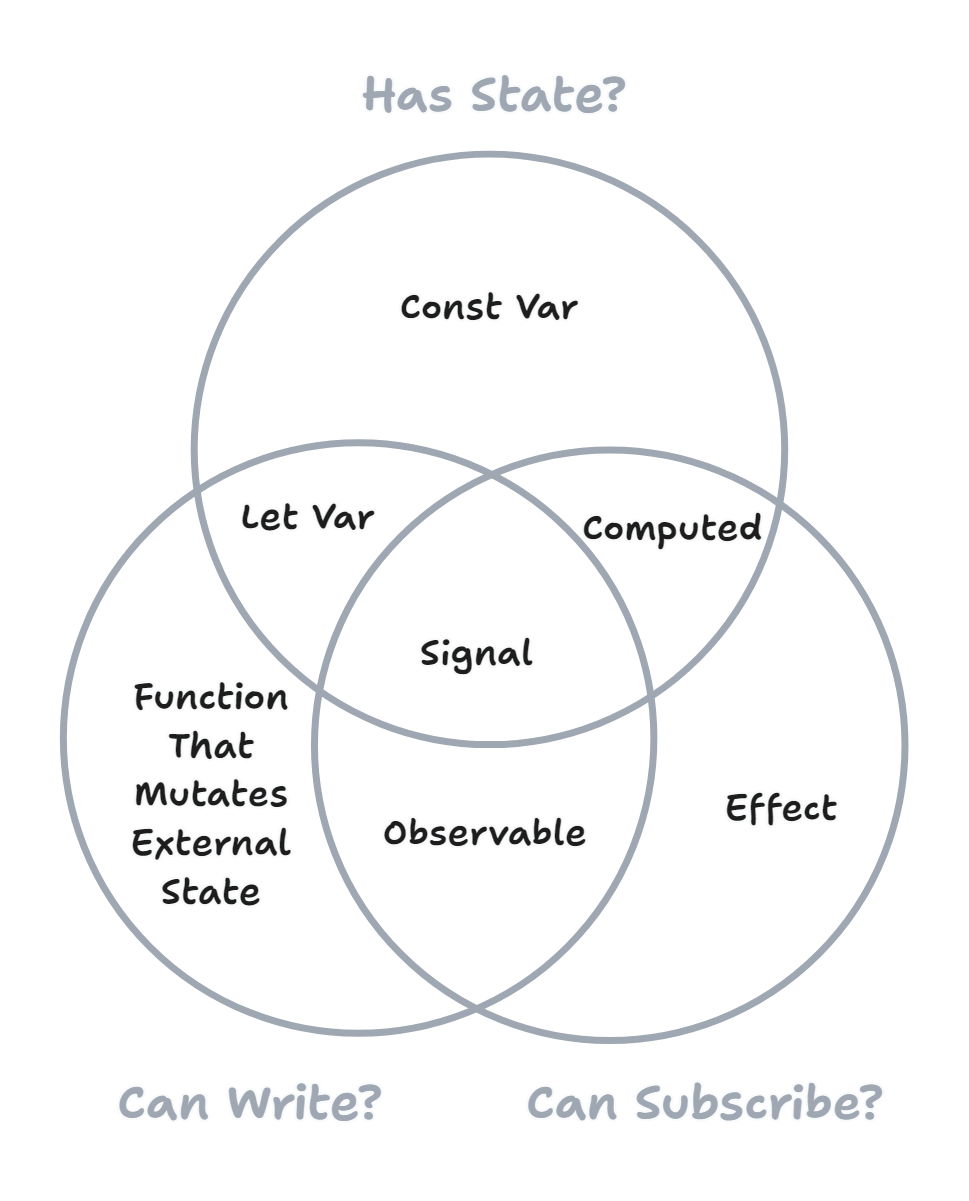 Has State?
Const Var
Let Var
Computed
Signal
Function
That
Mutates
External
State
Observable
Effect
Can Write?
Can Subscribe?